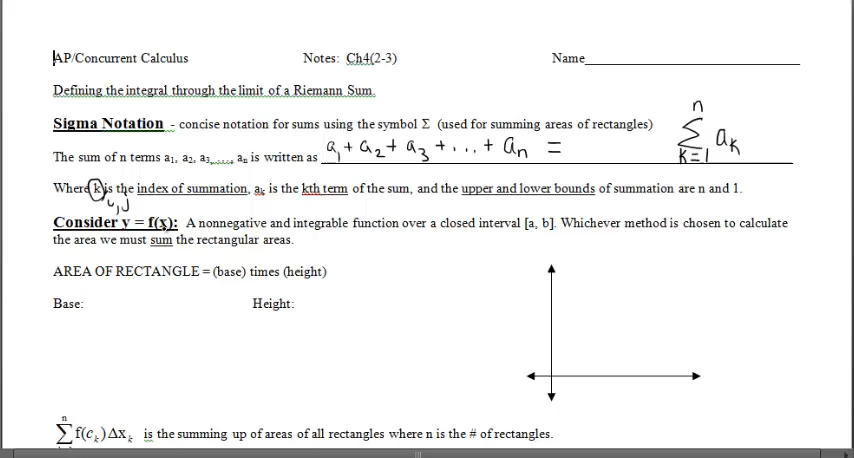 AP/Concurrent Calculus Notes: Ch4(2-3) Name____________________
Defining the integral through the limit of a Riemann Sum.
Sigma Notation - concise notation for sums using the symbol Σ (used for summing areas of rectangles)
The sum of n terms a₁, a₂, a₃,......, aₙ is written as a₁ + a₂ + a₃ + ... + aₙ = n Σ k=1 aₖ
Where k is the index of summation, aₖ is the kth term of the sum, and the upper and lower bounds of summation are n and 1.
i, j
Consider y = f(x): A nonnegative and integrable function over a closed interval [a, b]. Whichever method is chosen to calculate
the area we must sum the rectangular areas.
AREA OF RECTANGLE = (base) times (height)
Base: Height:
n
Σ f(cₖ)Δxₖ is the summing up of areas of all rectangles where n is the # of rectangles.